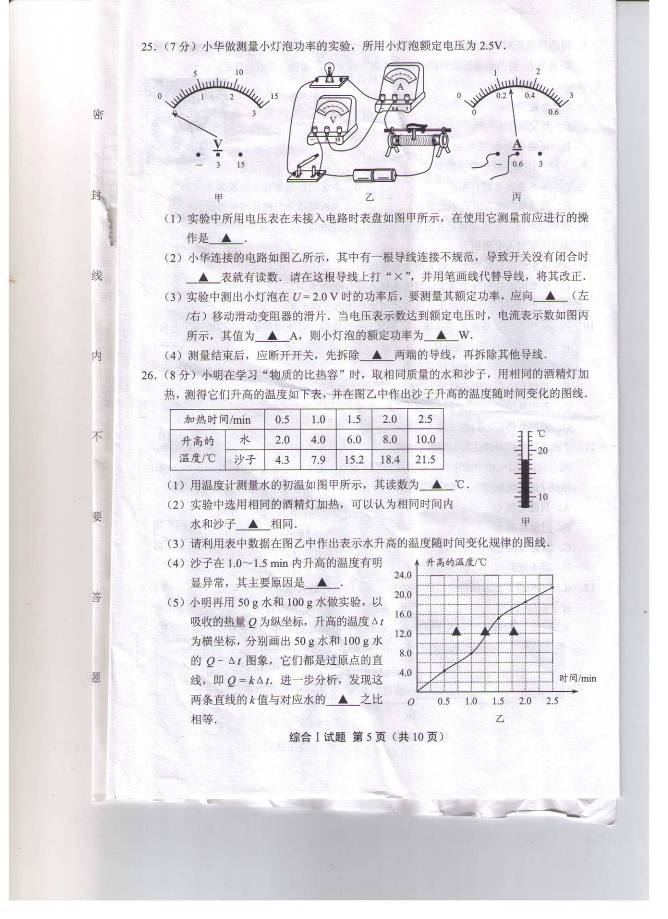 25.（7 分）小华做测量小灯泡功率的实验，所用小灯泡额定电压为 2.5V.
0 5 10 15
0 1 2 3
V
− 3 15
甲
A
− 0.6 3
V
乙
0 1 2 3
0 0.2 0.4 0.6
A
− 0.6 3
丙
（1）实验中所用电压表在未接入电路时表盘如图甲所示，在使用它测量前应进行的操
作是 ▲ .
（2）小华连接的电路如图乙所示，其中有一根导线连接不规范，导致开关没有闭合时
▲ 表就有读数．请在这根导线上打“×”，并用笔画线代替导线，将其改正．
（3）实验中测出小灯泡在 U = 2.0 V 时的功率后，要测量其额定功率，应向 ▲ （左
/右）移动滑动变阻器的滑片．当电压表示数达到额定电压时，电流表示数如图丙
所示，其值为 ▲ A，则小灯泡的额定功率为 ▲ W.
（4）测量结束后，应断开开关，先拆除 ▲ 两端的导线，再拆除其他导线．
26.（8 分）小明在学习“物质的比热容”时，取相同质量的水和沙子，用相同的酒精灯加
热，测得它们升高的温度如下表，并在图乙中作出沙子升高的温度随时间变化的图线．
加热时间/min 0.5 1.0 1.5 2.0 2.5
升高的温度/℃ 水 2.0 4.0 6.0 8.0 10.0
沙子 4.3 7.9 15.2 18.4 21.5
℃
20
10
甲
（1）用温度计测量水的初温如图甲所示，其读数为 ▲ ℃.
（2）实验中选用相同的酒精灯加热，可以认为相同时间内
水和沙子 ▲ 相同．
（3）请利用表中数据在图乙中作出表示水升高的温度随时间变化规律的图线．
（4）沙子在 1.0～1.5 min 内升高的温度有明
显异常，其主要原因是 ▲ .
（5）小明再用 50 g 水和 100 g 水做实验，以
吸收的热量 Q 为纵坐标，升高的温度 Δt
为横坐标，分别画出 50 g 水和 100 g 水
的 Q－Δt 图象，它们都是过原点的直
线，即 Q = kΔt．进一步分析，发现这
两条直线的 k 值与对应水的 ▲ 之比
相等．
升高的温度/℃
24.0
20.0
16.0
12.0
8.0
4.0
▲ ▲ ▲
O 0.5 1.0 1.5 2.0 2.5
时间/min
乙
综合Ⅰ试题 第 5 页（共 10 页）
密
封
线
内
不
要
答
题